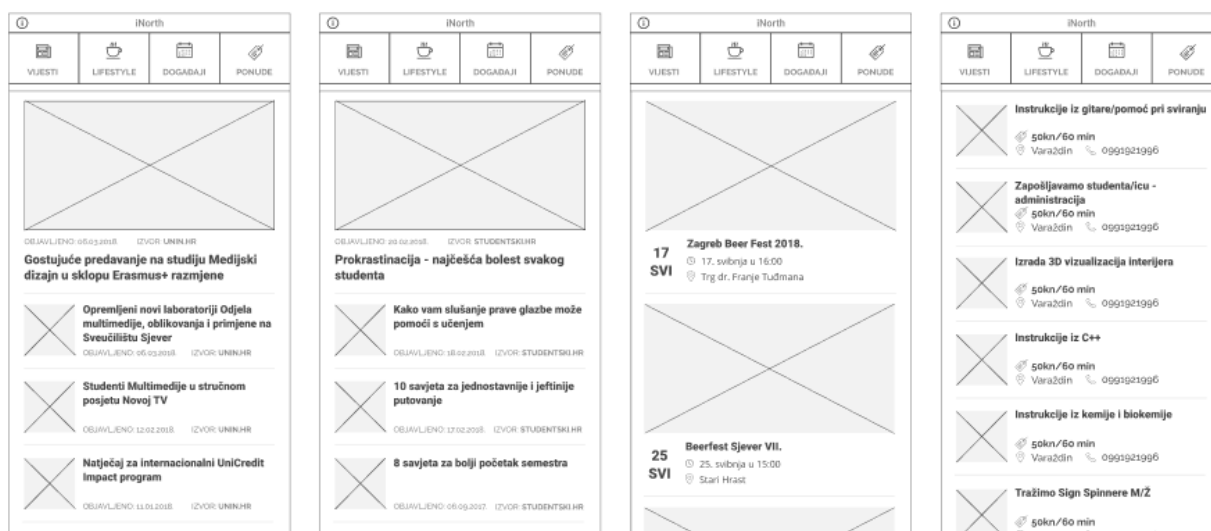 iNorth
VIJESTI
LIFESTYLE
DOGAĐAJI
PONUDE
OBJAVLJENO: 06.03.2018. IZVOR: UNIN.HR
Gostujuće predavanje na studiju Medijski
dizajn u sklopu Erasmus+ razmjene
Opremljeni novi laboratoriji Odjela
multimedije, oblikovanja i primjene na
Sveučilištu Sjever
OBJAVLJENO: 06.03.2018. IZVOR: UNIN.HR
Studenti Multimedije u stručnom
posjetu Novoj TV
OBJAVLJENO: 12.02.2018. IZVOR: UNIN.HR
Natječaj za internacionalni UniCredit
Impact program
OBJAVLJENO: 11.01.2018. IZVOR: UNIN.HR
iNorth
VIJESTI
LIFESTYLE
DOGAĐAJI
PONUDE
OBJAVLJENO: 20.02.2018. IZVOR: STUDENTSKI.HR
Prokrastinacija - najčešća bolest svakog
studenta
Kako vam slušanje prave glazbe može
pomoći s učenjem
OBJAVLJENO: 18.02.2018. IZVOR: STUDENTSKI.HR
10 savjeta za jednostavnije i jeftinije
putovanje
OBJAVLJENO: 17.02.2018. IZVOR: STUDENTSKI.HR
8 savjeta za bolji početak semestra
OBJAVLJENO: 06.09.2017. IZVOR: STUDENTSKI.HR
iNorth
VIJESTI
LIFESTYLE
DOGAĐAJI
PONUDE
17
SVI
Zagreb Beer Fest 2018.
17. svibnja u 16:00
Trg dr. Franje Tuđmana
25
SVI
Beerfest Sjever VII.
25. svibnja u 15:00
Stari Hrast
iNorth
VIJESTI
LIFESTYLE
DOGAĐAJI
PONUDE
Instrukcije iz gitare/pomoć pri sviranju
50kn/60 min
Varaždin 0991921996
Zapošljavamo studenta/icu -
administracija
50kn/60 min
Varaždin 0991921996
Izrada 3D vizualizacija interijera
50kn/60 min
Varaždin 0991921996
Instrukcije iz C++
50kn/60 min
Varaždin 0991921996
Instrukcije iz kemije i biokemije
50kn/60 min
Varaždin 0991921996
Tražimo Sign Spinnere M/Ž
50kn/60 min